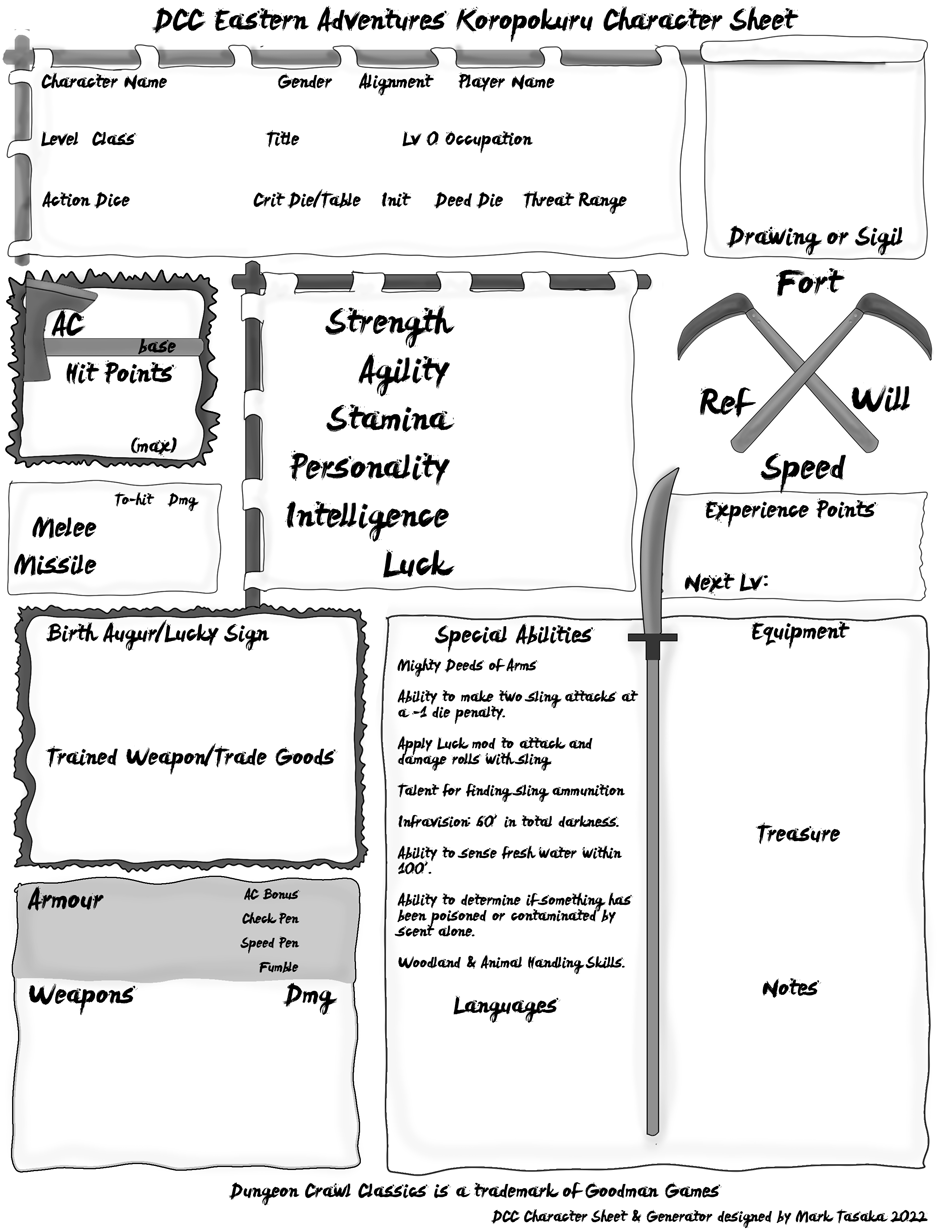 DCC Eastern Adventures Koropokuru Character Sheet
Character Name Gender Alignment Player Name
Level Class Title Lv 0 Occupation
Action Dice Crit Die/Table Init Deed Die Threat Range
Drawing or Sigil
AC
base
Hit Points
(max)
To-hit Dmg
Melee
Missile
Strength
Agility
Stamina
Personality
Intelligence
Luck
Fort
Ref Will
Speed
Experience Points
Next Lv:
Birth Augur/Lucky Sign
Trained Weapon/Trade Goods
Armour
AC Bonus
Check Pen
Speed Pen
Fumble
Weapons Dmg
Special Abilities
Mighty Deeds of Arms
Ability to make two sling attacks at
a -1 die penalty.
Apply Luck mod to attack and
damage rolls with sling
Talent for finding sling ammunition
Infravision: 60' in total darkness.
Ability to sense fresh water within
100'.
Ability to determine if something has
been poisoned or contaminated by
scent alone.
Woodland & Animal Handling Skills.
Languages
Equipment
Treasure
Notes
Dungeon Crawl Classics is a trademark of Goodman Games
DCC Character Sheet & Generator designed by Mark Tasaka 2022